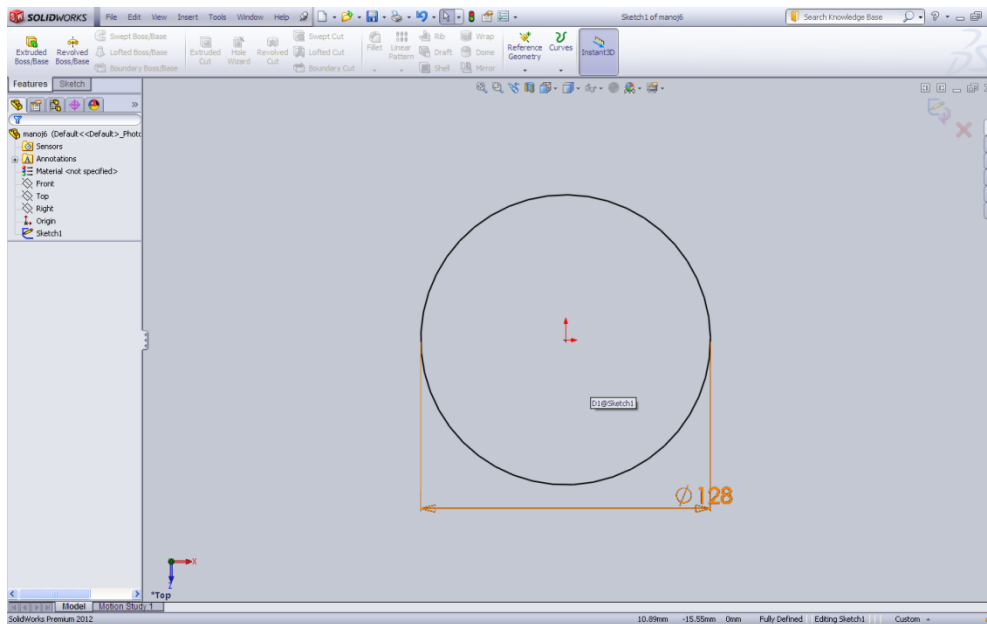 SOLIDWORKS File Edit View Insert Tools Window Help Sketch1 of manoj6 Search Knowledge Base ?
Extruded Boss/Base Revolved Boss/Base Swept Boss/Base Extruded Cut Hole Wizard Revolved Cut Swept Cut Fillet Linear Pattern Rib Wrap Reference Geometry Curves Instant3D
Lofted Boss/Base Lofted Cut Draft Dome
Boundary Boss/Base Boundary Cut Shell Mirror
Features Sketch
»
manoj6 (Default<<Default>_Photo
Sensors
A Annotations
Material <not specified>
Front
Top
Right
Origin
Sketch1
D1@Sketch1
∅128
X
Z
*Top
Model Motion Study 1
SolidWorks Premium 2012 10.89mm -15.55mm 0mm Fully Defined Editing Sketch1 Custom